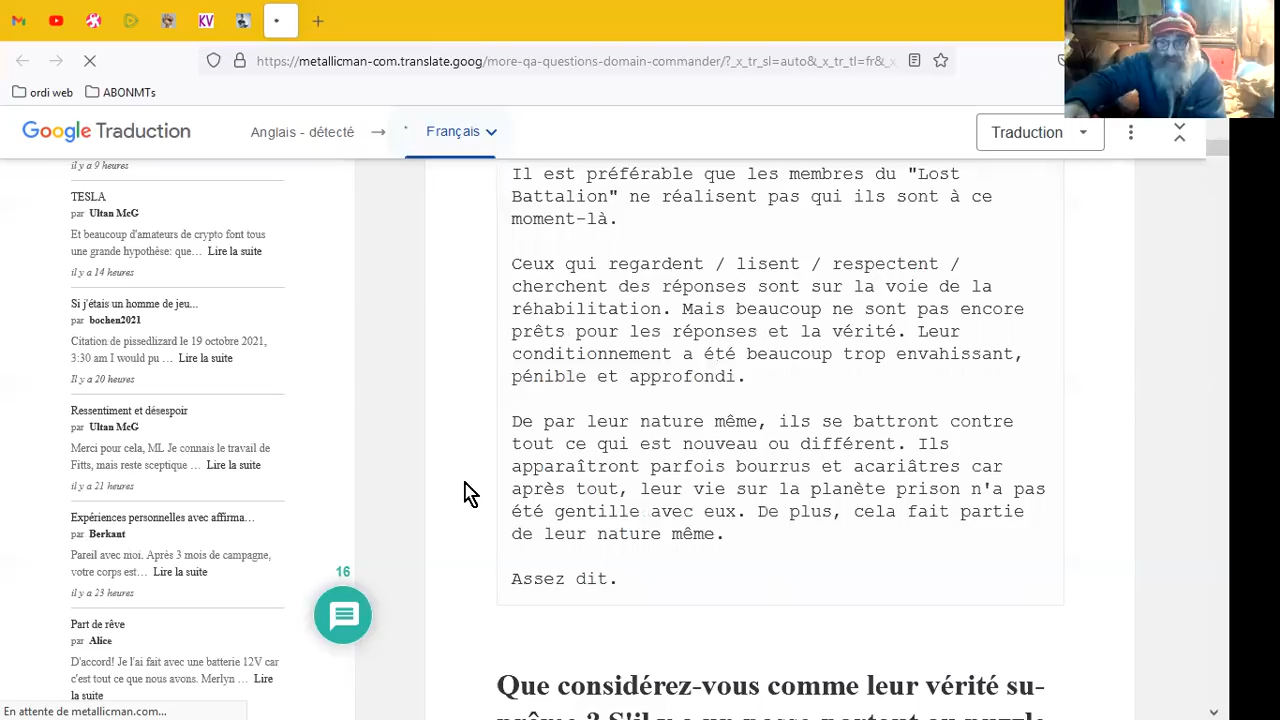 KV
https://metallicman-com.translate.goog/more-qa-questions-domain-commander/?_x_tr_sl=auto&_x_tr_tl=fr&_x_
ordi web
ABONMTs
Google Traduction
Anglais - détecté
Français
Traduction
il y a 9 heures
TESLA
par Ultan McG
Et beaucoup d'amateurs de crypto font tous
une grande hypothèse: que… Lire la suite
il y a 14 heures
Si j'étais un homme de jeu...
par bochen2021
Citation de pissedlizard le 19 octobre 2021,
3:30 am I would pu … Lire la suite
Il y a 20 heures
Ressentiment et désespoir
par Ultan McG
Merci pour cela, ML Je connais le travail de
Fitts, mais reste sceptique … Lire la suite
il y a 21 heures
Expériences personnelles avec affirma…
par Berkant
Pareil avec moi. Après 3 mois de campagne,
votre corps est… Lire la suite
il y a 23 heures
Part de rêve
par Alice
D'accord! Je l'ai fait avec une batterie 12V car
c'est tout ce que nous avons. Merlyn … Lire
la suite
En attente de metallicman.com...
16
Il est préférable que les membres du "Lost
Battalion" ne réalisent pas qui ils sont à ce
moment-là.
Ceux qui regardent / lisent / respectent /
cherchent des réponses sont sur la voie de la
réhabilitation. Mais beaucoup ne sont pas encore
prêts pour les réponses et la vérité. Leur
conditionnement a été beaucoup trop envahissant,
pénible et approfondi.
De par leur nature même, ils se battront contre
tout ce qui est nouveau ou différent. Ils
apparaîtront parfois bourrus et acariâtres car
après tout, leur vie sur la planète prison n'a pas
été gentille avec eux. De plus, cela fait partie
de leur nature même.
Assez dit.
Que considérez-vous comme leur vérité su-